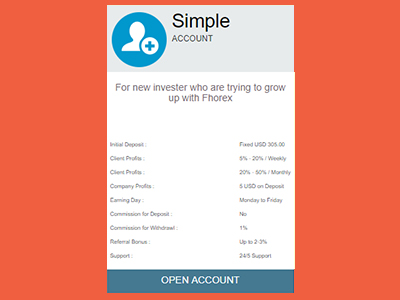 Simple
ACCOUNT
For new invester who are trying to grow
up with Fhorex
Initial Deposit : Fixed USD 305.00
Client Profits : 5% - 20% / Weekly
Client Profits : 20% - 50% / Monthly
Company Profits : 5 USD on Deposit
Earning Day : Monday to Friday
Commission for Deposit : No
Commission for Withdrawl : 1%
Referral Bonus : Up to 2-3%
Support : 24/5 Support
OPEN ACCOUNT